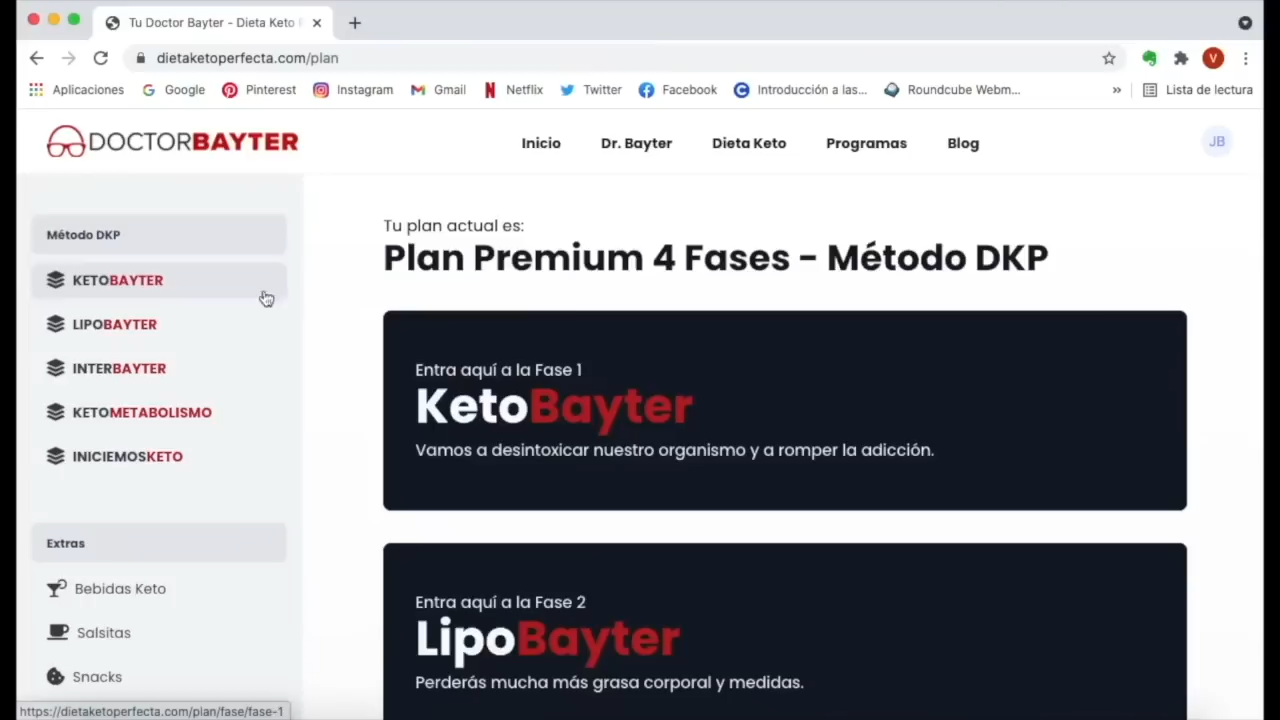 Tu Doctor Bayter - Dieta Keto
dietaketoperfecta.com/plan
V
Aplicaciones
Google
Pinterest
Instagram
Gmail
Netflix
Twitter
Facebook
Introducción a las...
Roundcube Webm...
»
Lista de lectura
DOCTORBAYTER
Inicio
Dr. Bayter
Dieta Keto
Programas
Blog
JB
Método DKP
KETOBAYTER
LIPOBAYTER
INTERBAYTER
KETOMETABOLISMO
INICIEMOSKETO
Extras
Bebidas Keto
Salsitas
Snacks
Tu plan actual es:
Plan Premium 4 Fases - Método DKP
Entra aquí a la Fase 1
KetoBayter
Vamos a desintoxicar nuestro organismo y a romper la adicción.
Entra aquí a la Fase 2
LipoBayter
Perderás mucha más grasa corporal y medidas.
https://dietaketoperfecta.com/plan/fase/fase-1